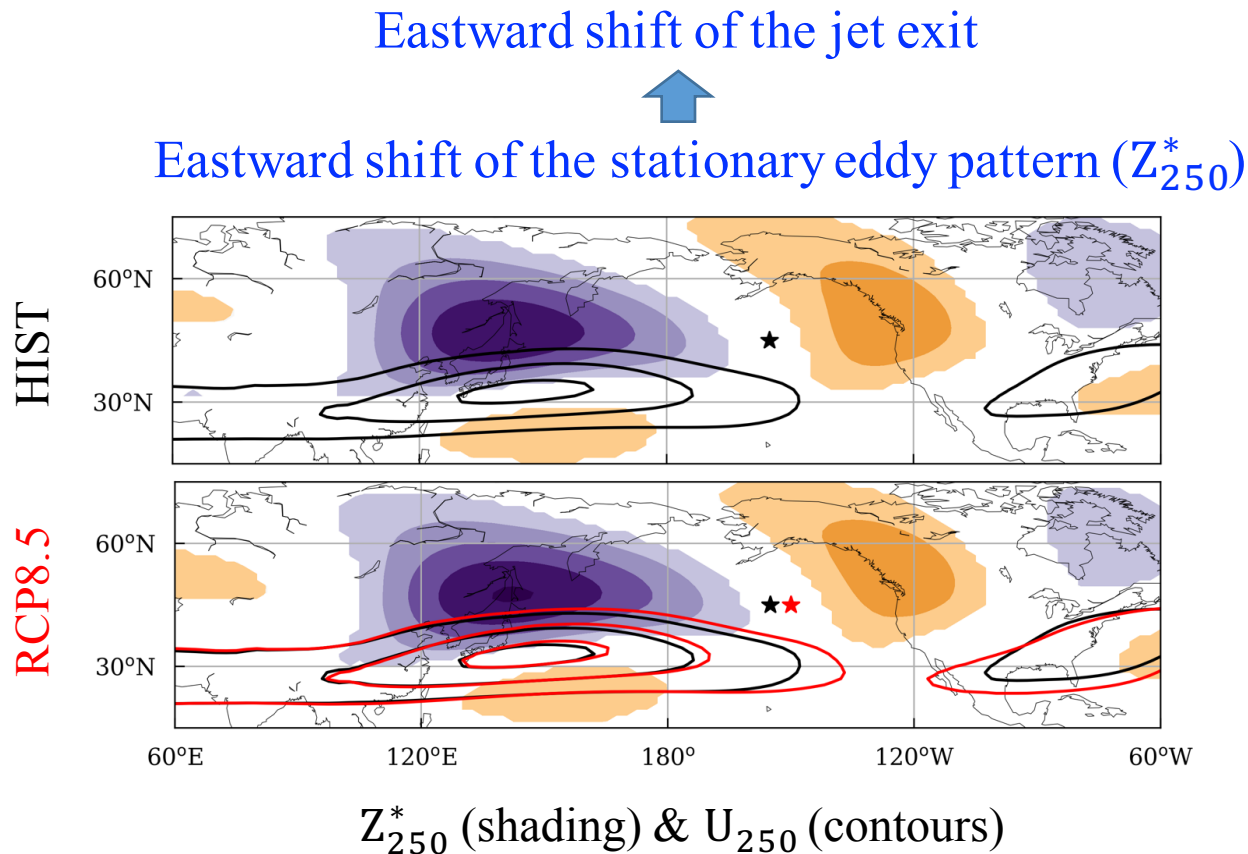 Eastward shift of the jet exit
Eastward shift of the stationary eddy pattern (Z*250)
HIST
60°N
30°N
RCP8.5
60°N
30°N
60°E
120°E
180°
120°W
60°W
Z*250 (shading) & U250 (contours)